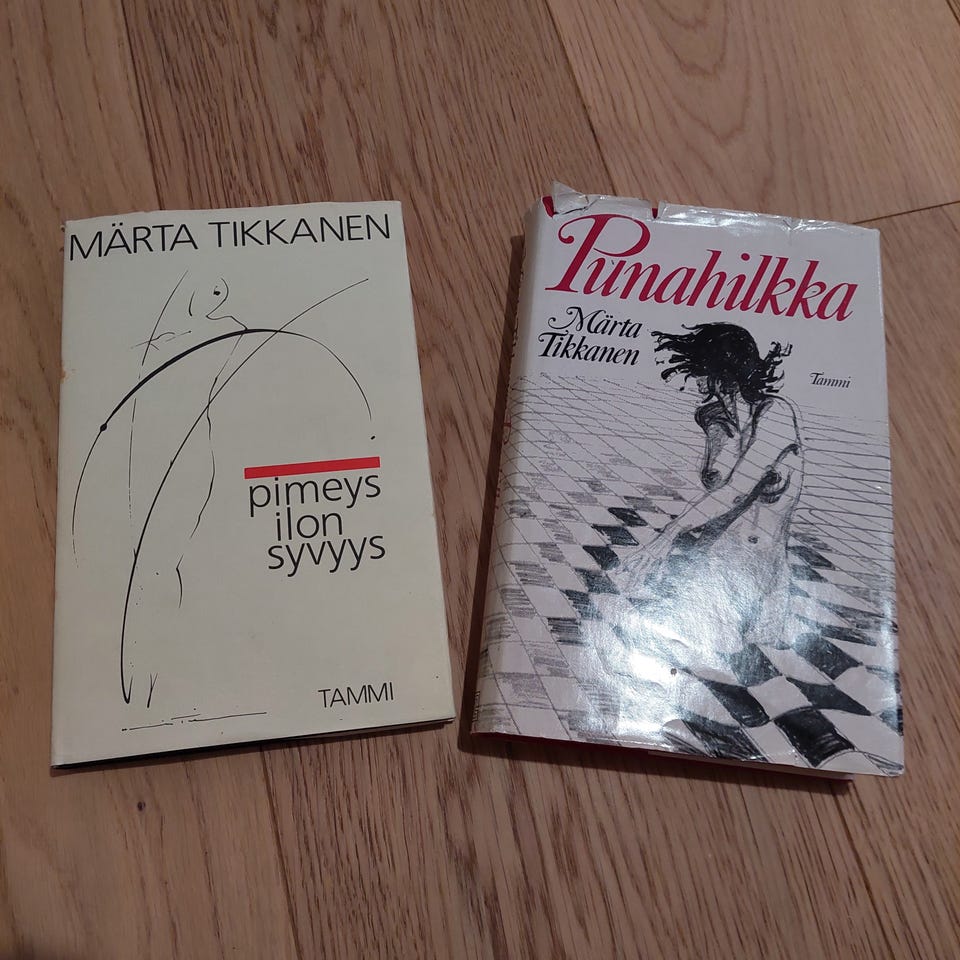 MÄRTA TIKKANEN
pimeys
ilon
syvyys
TAMMI
Punahilkka
Märta
Tikkanen
Tammi